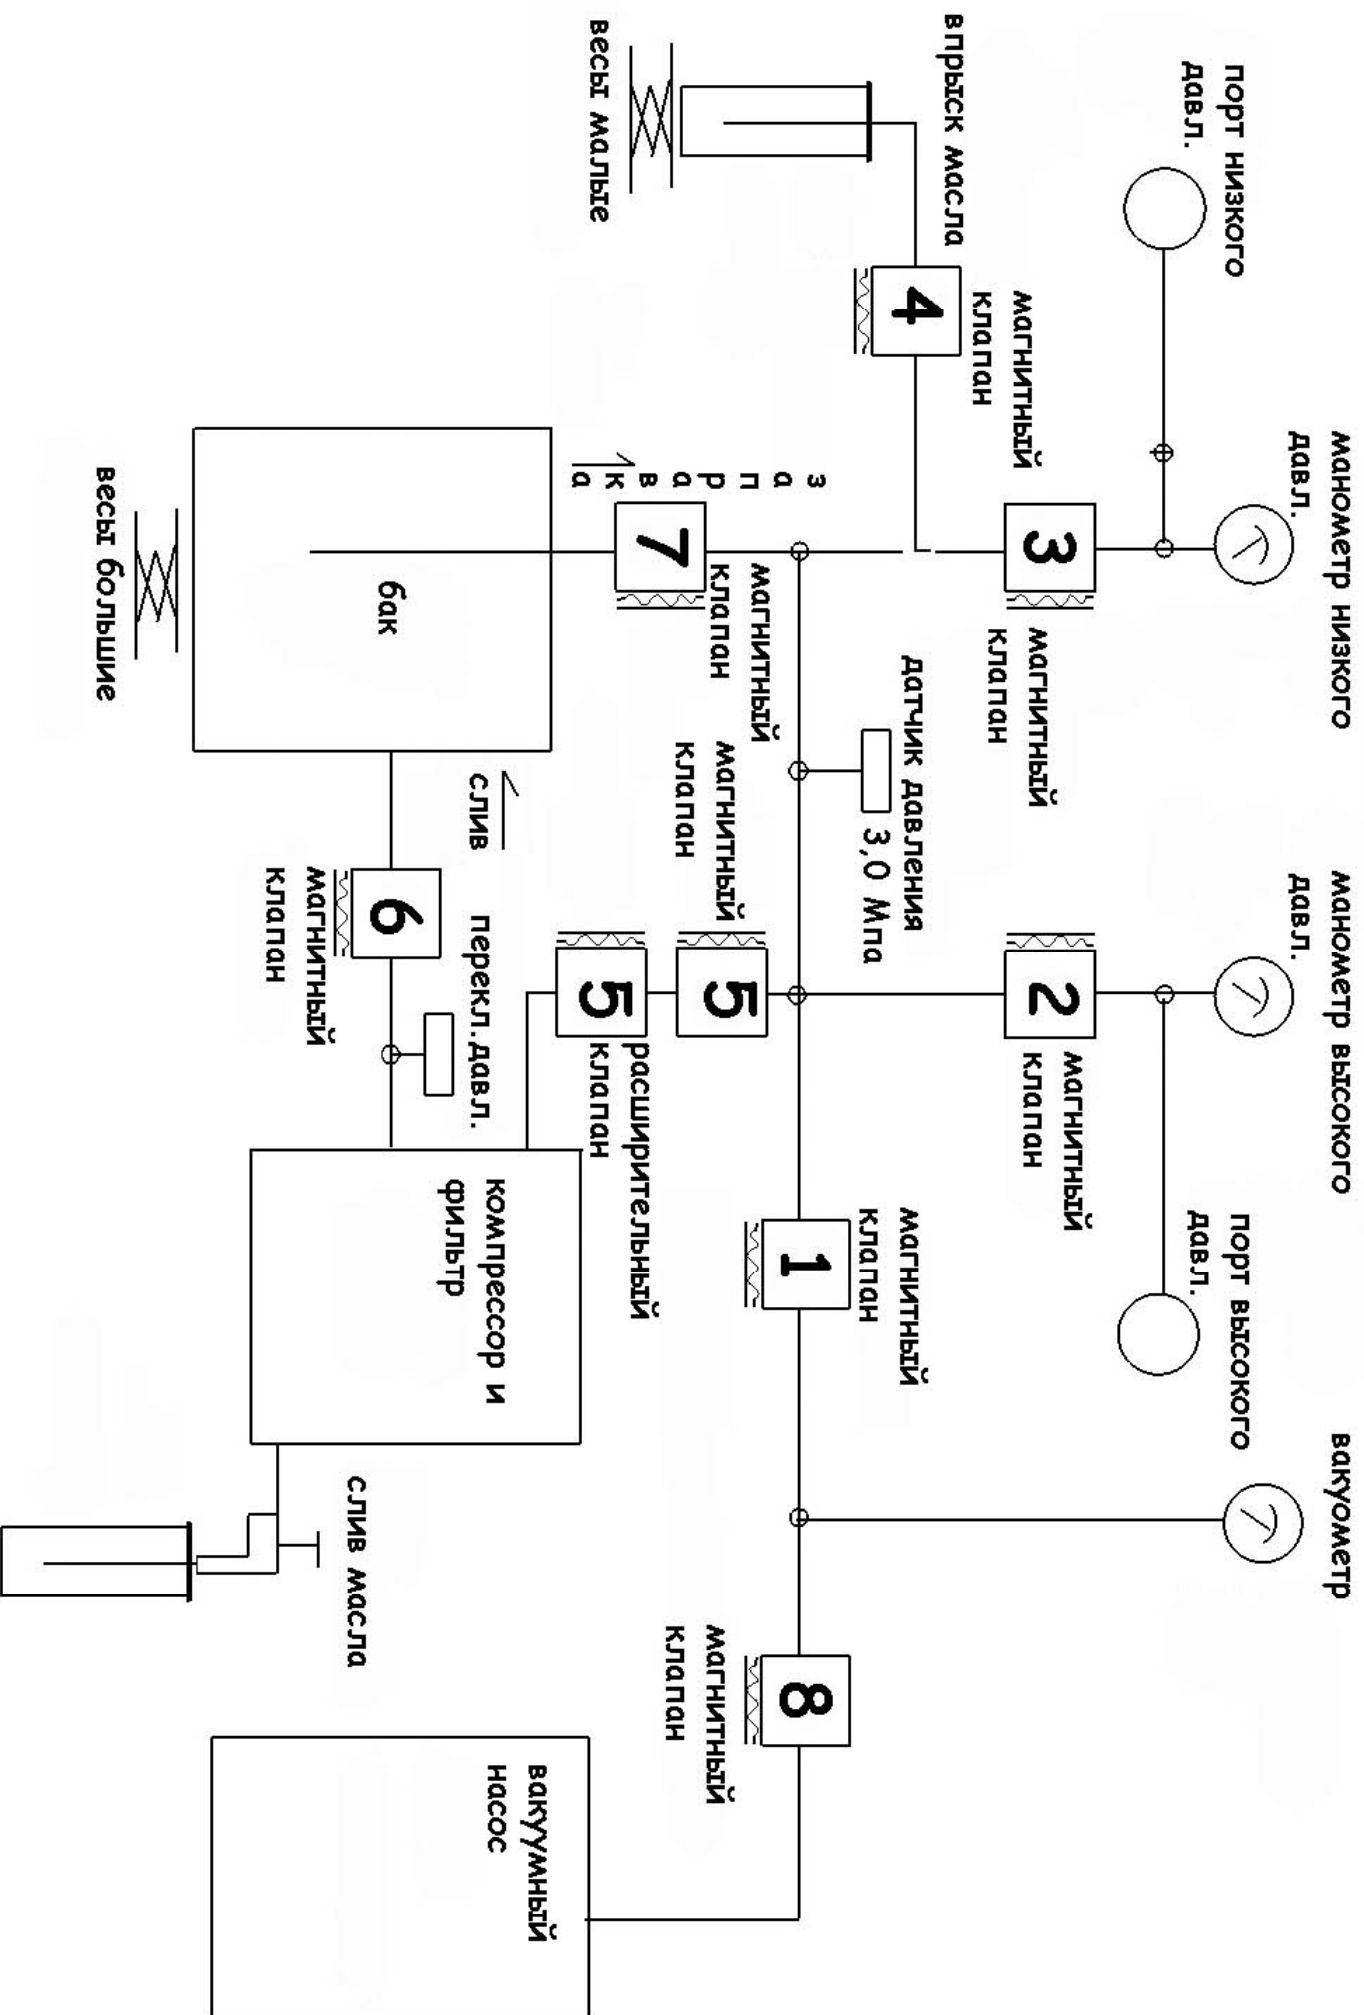 манометр низкого
давл.
манометр высокого
давл.
вакуометр
порт низкого
давл.
порт высокого
давл.
3
магнитный
клапан
2
магнитный
клапан
впрыск масла
4
магнитный
клапан
датчик давления
3,0 Мпа
1
магнитный
клапан
8
магнитный
клапан
весы малые
заправка
7
магнитный
клапан
5
магнитный
клапан
5
расширительный
клапан
вакуумный
насос
бак
слив
6
магнитный
клапан
перекл.давл.
компрессор и
фильтр
слив масла
весы большие